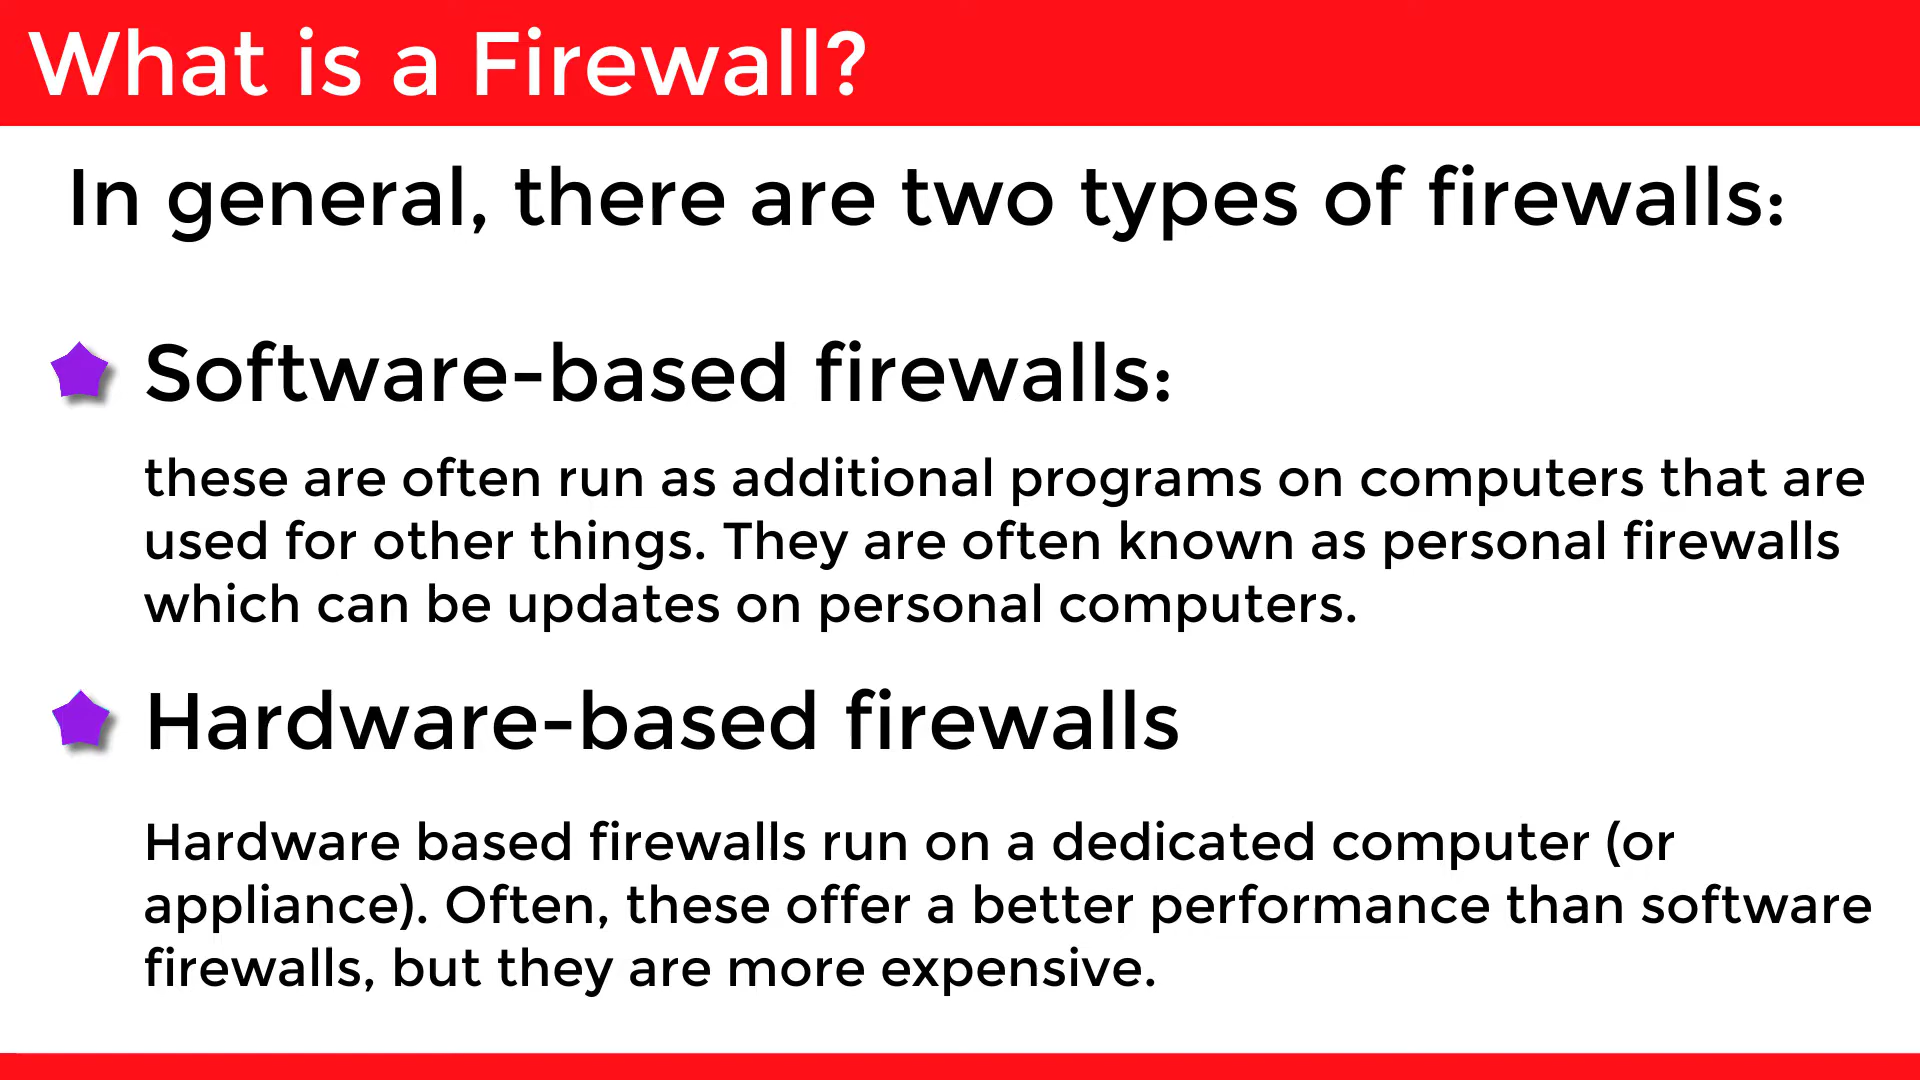 What is a Firewall?
In general, there are two types of firewalls:
Software-based firewalls:
these are often run as additional programs on computers that are
used for other things. They are often known as personal firewalls
which can be updates on personal computers.
Hardware-based firewalls
Hardware based firewalls run on a dedicated computer (or
appliance). Often, these offer a better performance than software
firewalls, but they are more expensive.